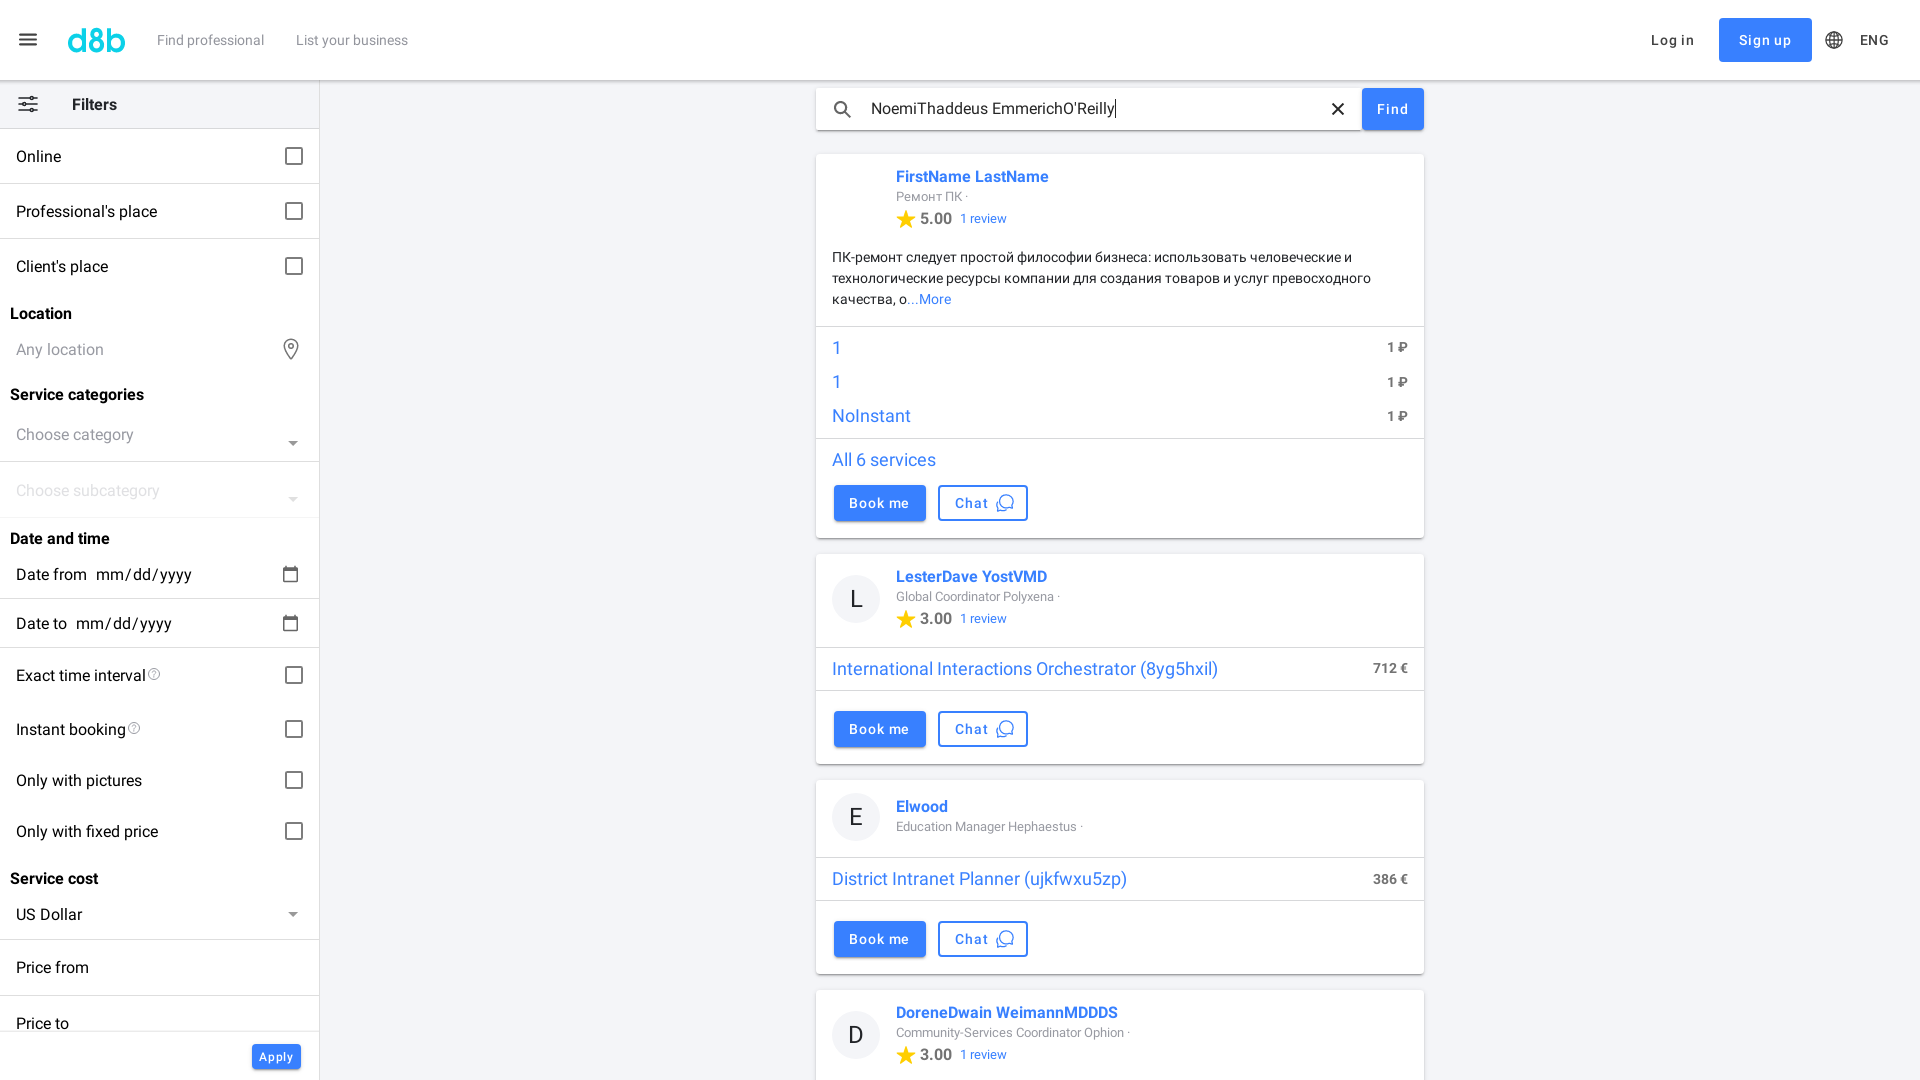 d8b
Find professional
List your business
Log in
Sign up
ENG
Filters
Online
Professional's place
Client's place
Location
Any location
Service categories
Choose category
Choose subcategory
Date and time
Date from mm/dd/yyyy
Date to mm/dd/yyyy
Exact time interval
Instant booking
Only with pictures
Only with fixed price
Service cost
US Dollar
Price from
Price to
Apply
NoemiThaddeus EmmerichO'Reilly
Find
FirstName LastName
Ремонт ПК ·
5.00 1 review
ПК-ремонт следует простой философии бизнеса: использовать человеческие и
технологические ресурсы компании для создания товаров и услуг превосходного
качества, о...More
1 1 ₽
1 1 ₽
NoInstant 1 ₽
All 6 services
Book me
Chat
L
LesterDave YostVMD
Global Coordinator Polyxena ·
3.00 1 review
International Interactions Orchestrator (8yg5hxil) 712 €
Book me
Chat
E
Elwood
Education Manager Hephaestus ·
District Intranet Planner (ujkfwxu5zp) 386 €
Book me
Chat
D
DoreneDwain WeimannMDDDS
Community-Services Coordinator Ophion ·
3.00 1 review